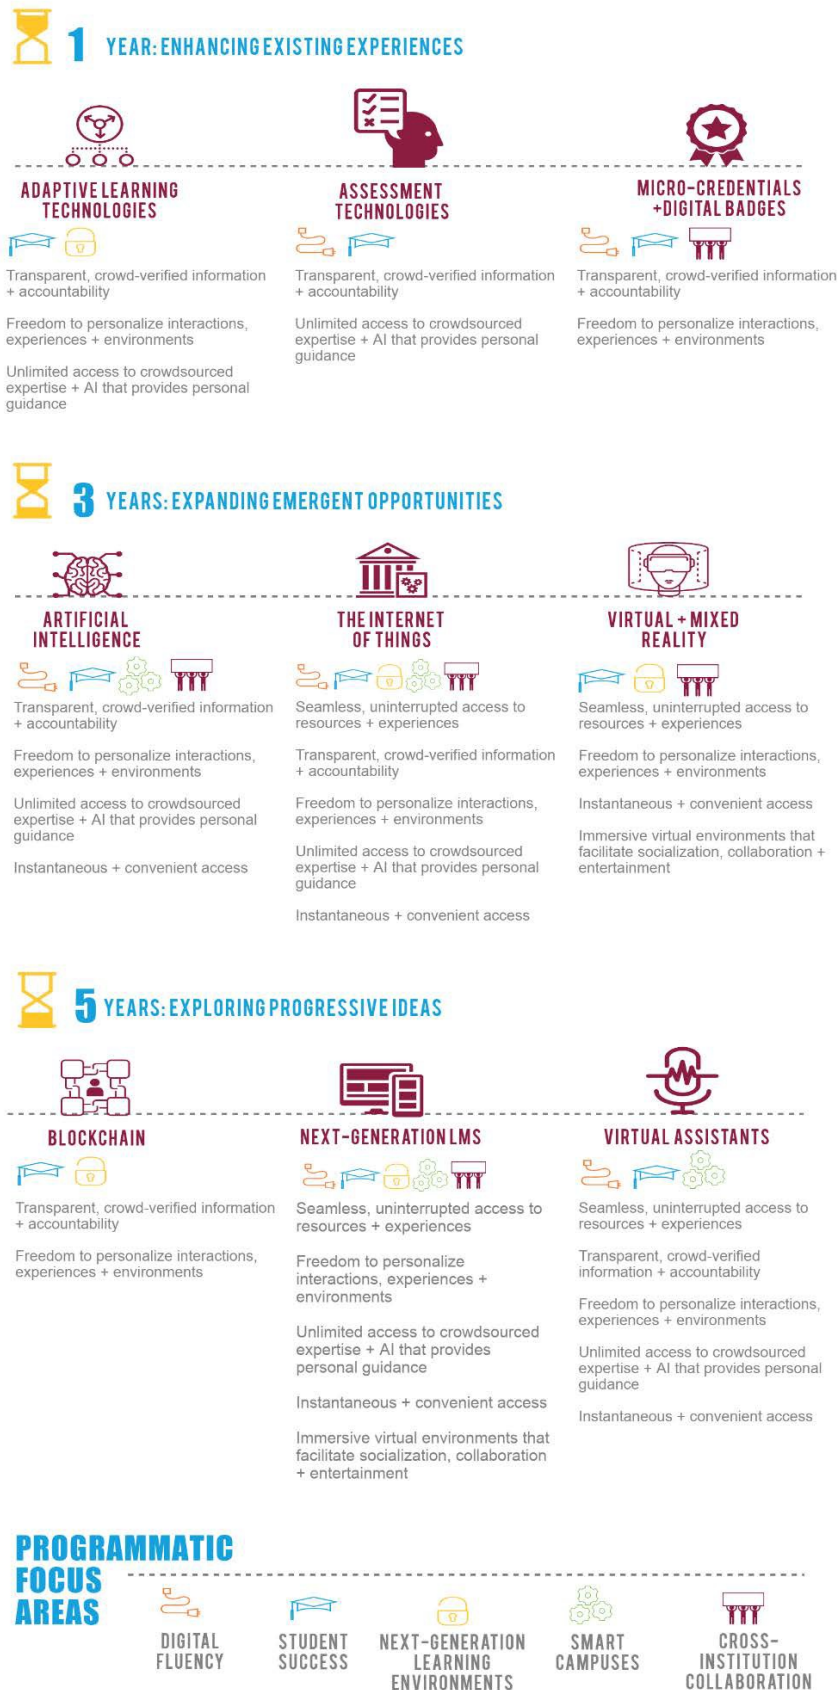 1 YEAR: ENHANCING EXISTING EXPERIENCES
ADAPTIVE LEARNING
TECHNOLOGIES
Transparent, crowd-verified information
+ accountability
Freedom to personalize interactions,
experiences + environments
Unlimited access to crowdsourced
expertise + AI that provides personal
guidance
ASSESSMENT
TECHNOLOGIES
Transparent, crowd-verified information
+ accountability
Unlimited access to crowdsourced
expertise + AI that provides personal
guidance
MICRO-CREDENTIALS
+DIGITAL BADGES
Transparent, crowd-verified information
+ accountability
Freedom to personalize interactions,
experiences + environments
3 YEARS: EXPANDING EMERGENT OPPORTUNITIES
ARTIFICIAL
INTELLIGENCE
Transparent, crowd-verified information
+ accountability
Freedom to personalize interactions,
experiences + environments
Unlimited access to crowdsourced
expertise + AI that provides personal
guidance
Instantaneous + convenient access
THE INTERNET
OF THINGS
Seamless, uninterrupted access to
resources + experiences
Transparent, crowd-verified information
+ accountability
Freedom to personalize interactions,
experiences + environments
Unlimited access to crowdsourced
expertise + AI that provides personal
guidance
Instantaneous + convenient access
VIRTUAL + MIXED
REALITY
Seamless, uninterrupted access to
resources + experiences
Freedom to personalize interactions,
experiences + environments
Instantaneous + convenient access
Immersive virtual environments that
facilitate socialization, collaboration +
entertainment
5 YEARS: EXPLORING PROGRESSIVE IDEAS
BLOCKCHAIN
Transparent, crowd-verified information
+ accountability
Freedom to personalize interactions,
experiences + environments
NEXT-GENERATION LMS
Seamless, uninterrupted access to
resources + experiences
Freedom to personalize
interactions, experiences +
environments
Unlimited access to crowdsourced
expertise + AI that provides
personal guidance
Instantaneous + convenient access
Immersive virtual environments that
facilitate socialization, collaboration
+ entertainment
VIRTUAL ASSISTANTS
Seamless, uninterrupted access to
resources + experiences
Transparent, crowd-verified
information + accountability
Freedom to personalize interactions,
experiences + environments
Unlimited access to crowdsourced
expertise + AI that provides personal
guidance
Instantaneous + convenient access
PROGRAMMATIC
FOCUS
AREAS
DIGITAL
FLUENCY
STUDENT
SUCCESS
NEXT-GENERATION
LEARNING
ENVIRONMENTS
SMART
CAMPUSES
CROSS-
INSTITUTION
COLLABORATION